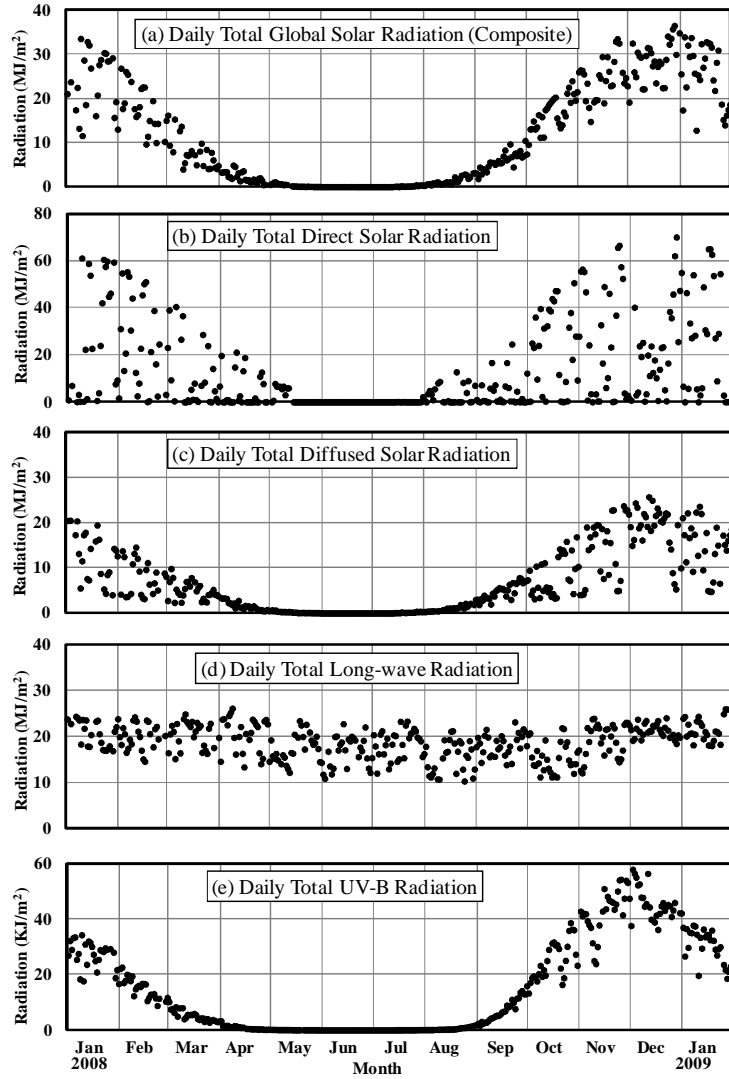 40
30
20
10
0
Radiation (MJ/m²)
(a) Daily Total Global Solar Radiation (Composite)
80
60
40
20
0
Radiation (MJ/m²)
(b) Daily Total Direct Solar Radiation
40
30
20
10
0
Radiation (MJ/m²)
(c) Daily Total Diffused Solar Radiation
40
30
20
10
0
Radiation (MJ/m²)
(d) Daily Total Long-wave Radiation
60
40
20
0
Radiation (KJ/m²)
(e) Daily Total UV-B Radiation
Jan Feb Mar Apr May Jun Jul Aug Sep Oct Nov Dec Jan
2008 Month 2009